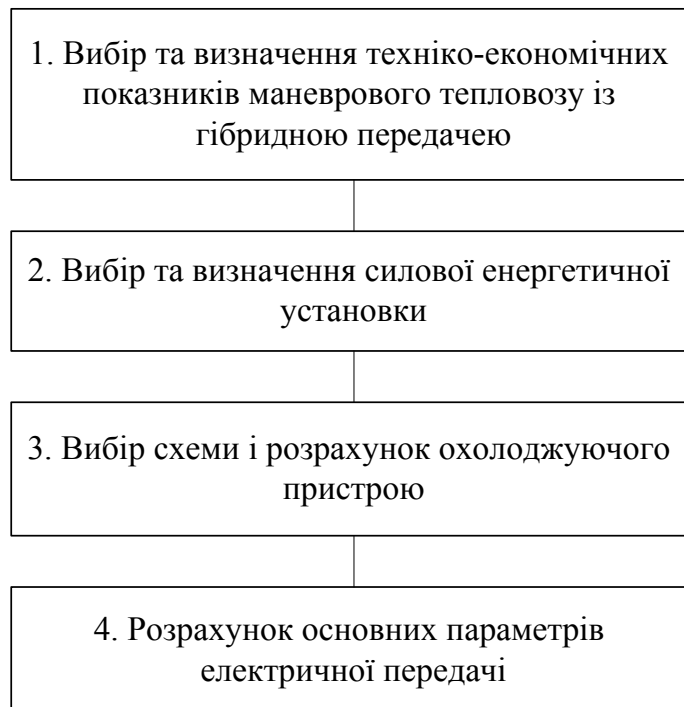 1. Вибір та визначення техніко-економічних
показників маневрового тепловозу із
гібридною передачею
2. Вибір та визначення силової енергетичної
установки
3. Вибір схеми і розрахунок охолоджуючого
пристрою
4. Розрахунок основних параметрів
електричної передачі